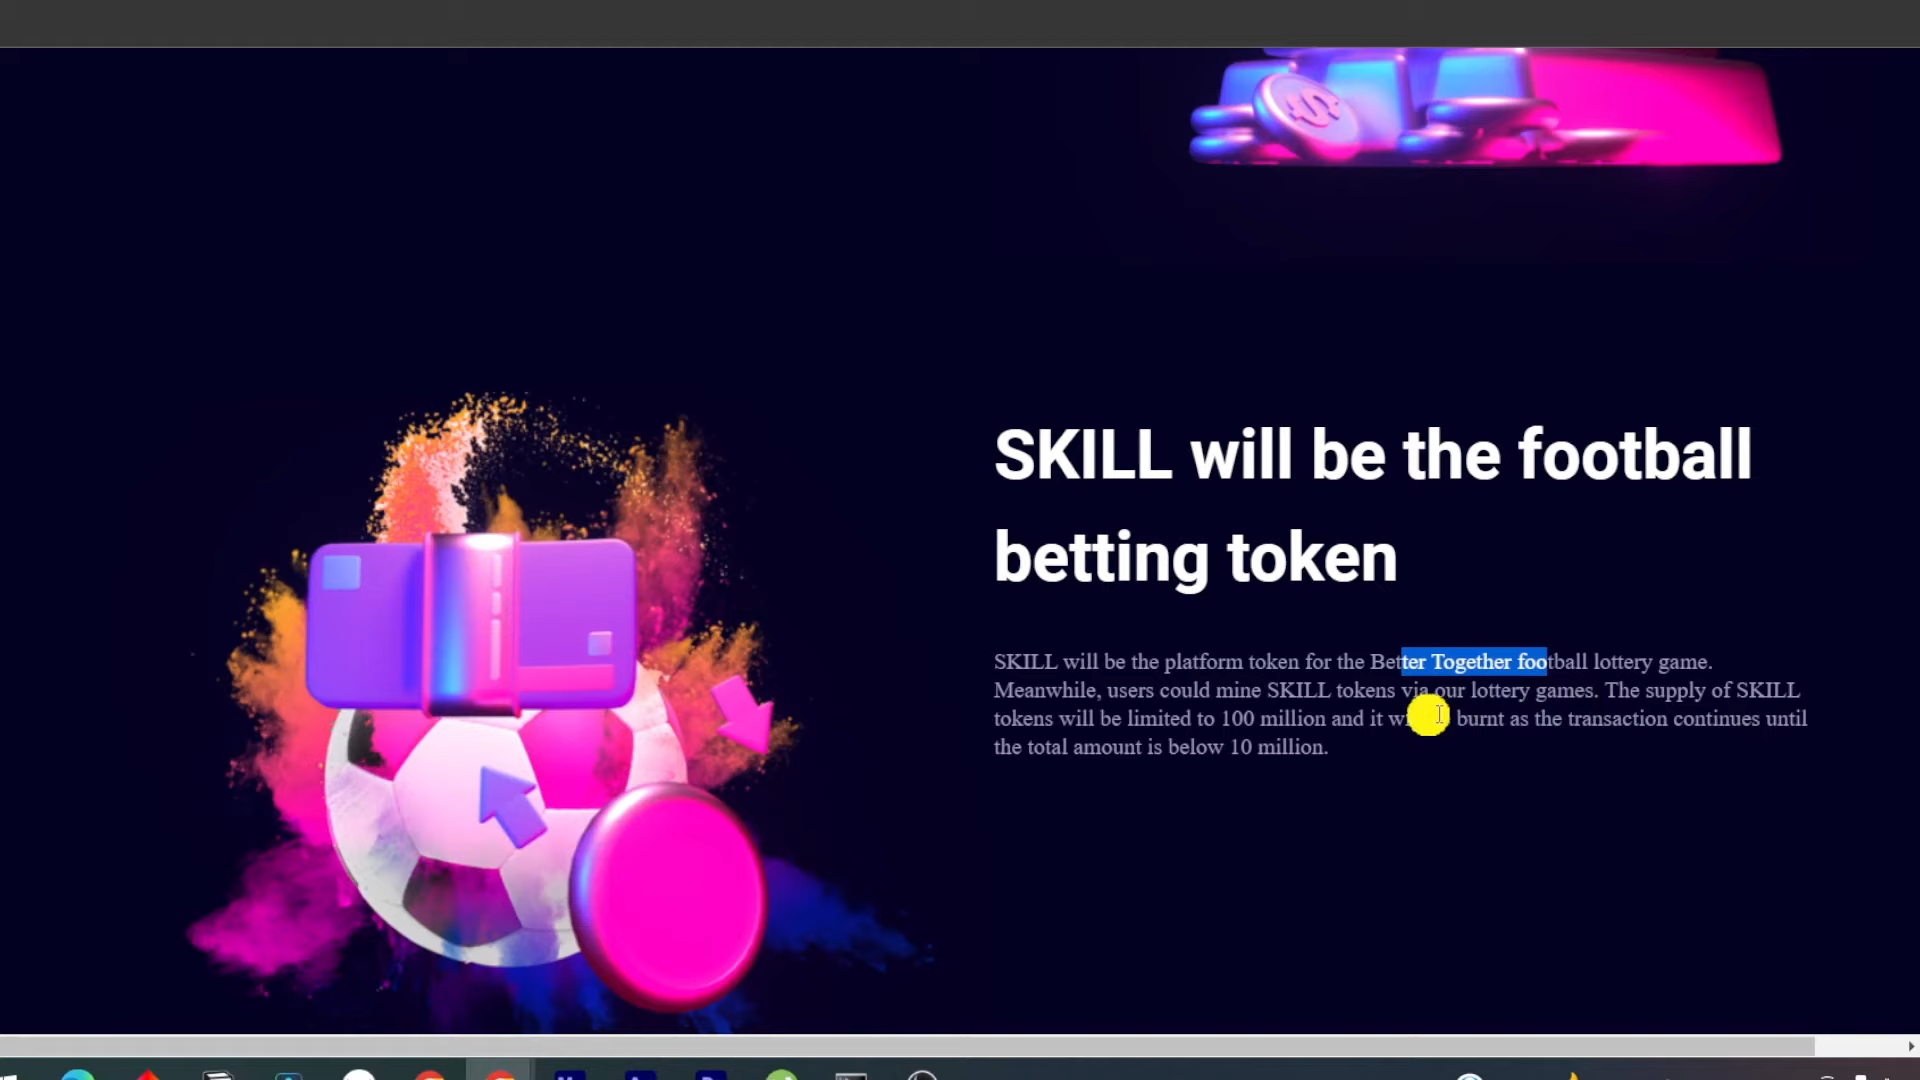 SKILL will be the football
betting token
SKILL will be the platform token for the Better Together football lottery game.
Meanwhile, users could mine SKILL tokens via our lottery games. The supply of SKILL
tokens will be limited to 100 million and it burnt as the transaction continues until
the total amount is below 10 million.